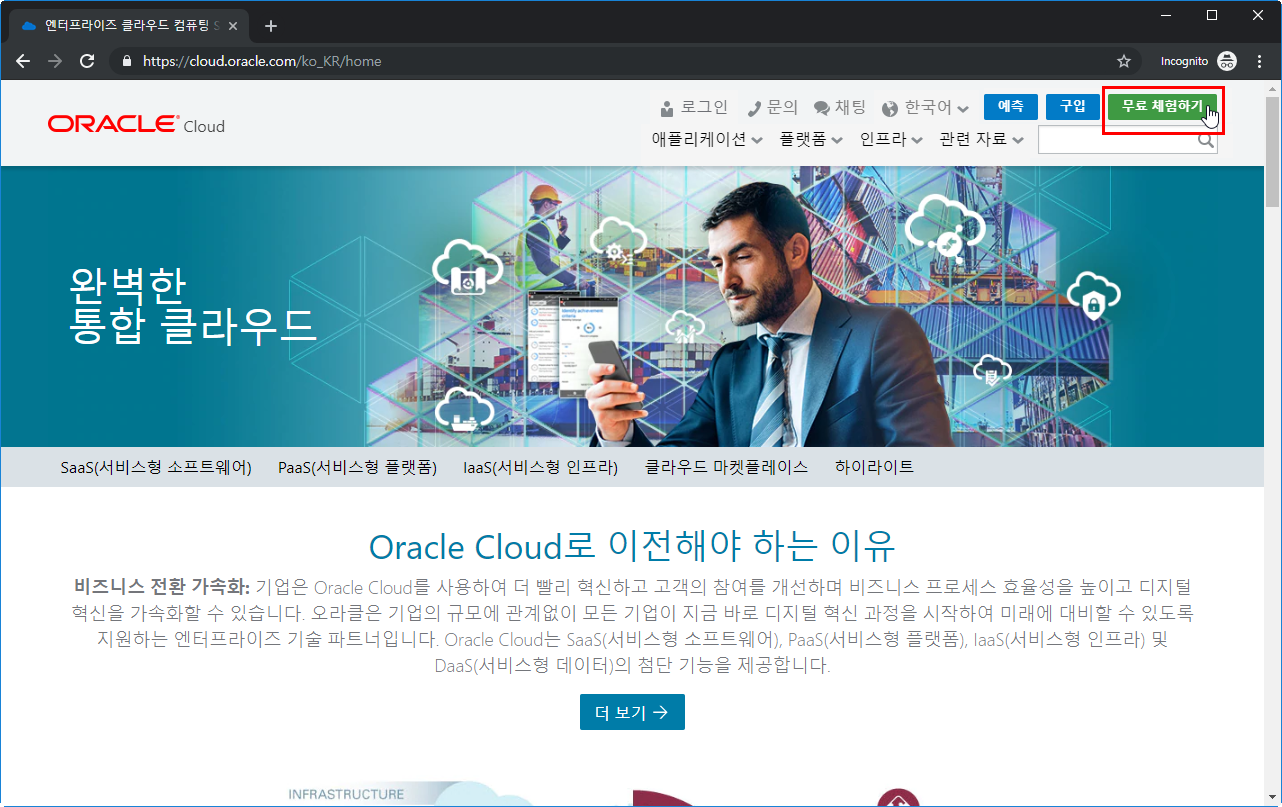 엔터프라이즈 클라우드 컴퓨팅 S
https://cloud.oracle.com/ko_KR/home
Incognito
ORACLE® Cloud
로그인 문의 채팅 한국어 예측 구입 무료 체험하기
애플리케이션 플랫폼 인프라 관련 자료
완벽한
통합 클라우드
SaaS(서비스형 소프트웨어) PaaS(서비스형 플랫폼) IaaS(서비스형 인프라) 클라우드 마켓플레이스 하이라이트
Oracle Cloud로 이전해야 하는 이유
비즈니스 전환 가속화: 기업은 Oracle Cloud를 사용하여 더 빨리 혁신하고 고객의 참여를 개선하며 비즈니스 프로세스 효율성을 높이고 디지털
혁신을 가속화할 수 있습니다. 오라클은 기업의 규모에 관계없이 모든 기업이 지금 바로 디지털 혁신 과정을 시작하여 미래에 대비할 수 있도록
지원하는 엔터프라이즈 기술 파트너입니다. Oracle Cloud는 SaaS(서비스형 소프트웨어), PaaS(서비스형 플랫폼), IaaS(서비스형 인프라) 및
DaaS(서비스형 데이터)의 첨단 기능을 제공합니다.
더 보기 →
INFRASTRUCTURE